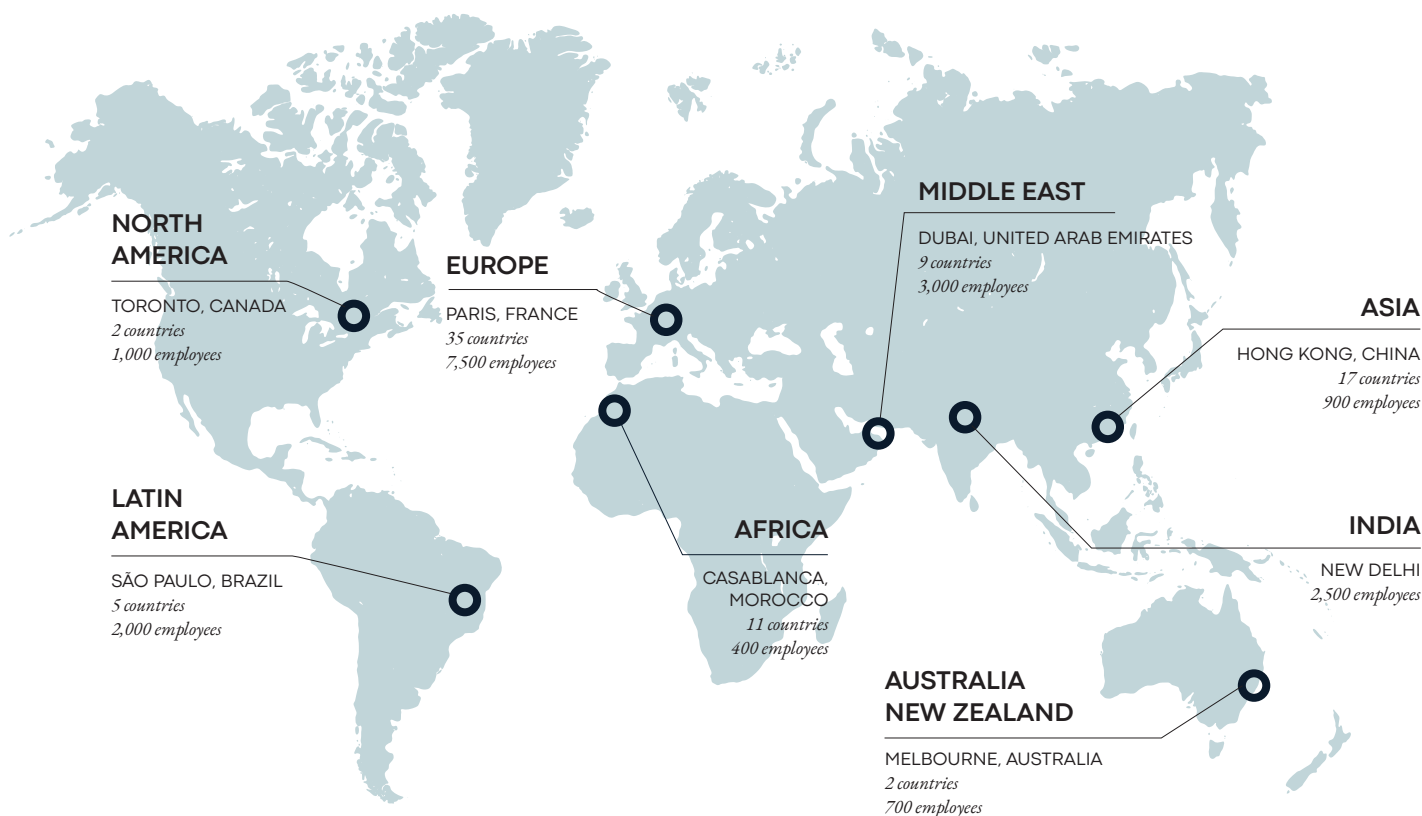 NORTH
AMERICA
TORONTO, CANADA
2 countries
1,000 employees
EUROPE
PARIS, FRANCE
35 countries
7,500 employees
MIDDLE EAST
DUBAI, UNITED ARAB EMIRATES
9 countries
3,000 employees
ASIA
HONG KONG, CHINA
17 countries
900 employees
LATIN
AMERICA
SÃO PAULO, BRAZIL
5 countries
2,000 employees
AFRICA
CASABLANCA,
MOROCCO
11 countries
400 employees
INDIA
NEW DELHI
2,500 employees
AUSTRALIA
NEW ZEALAND
MELBOURNE, AUSTRALIA
2 countries
700 employees